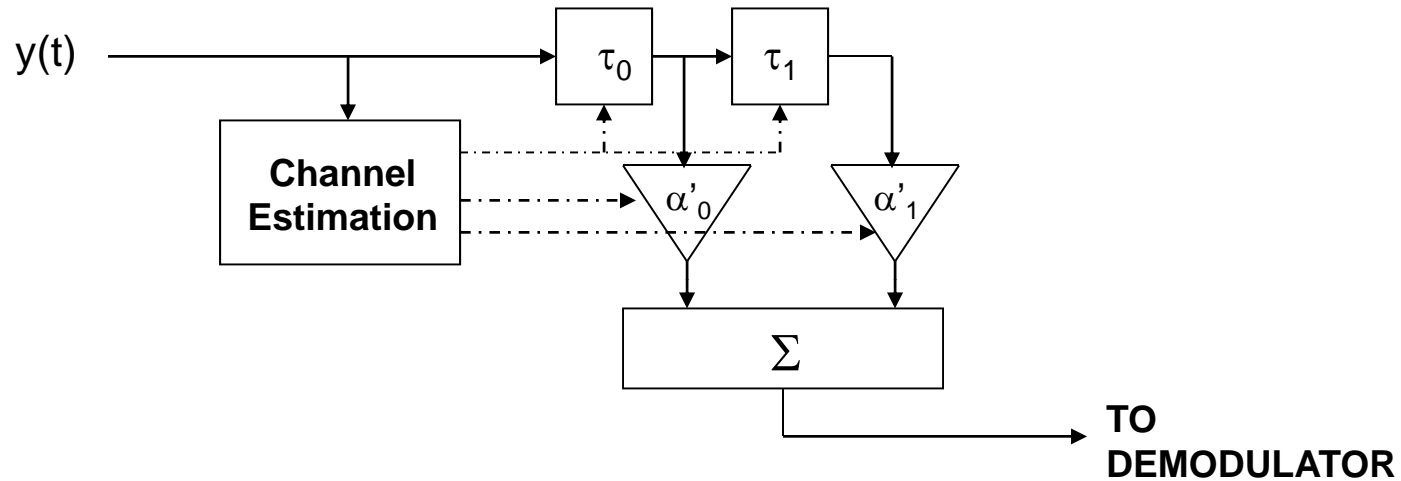 y(t)
τ0
τ1
Channel
Estimation
α’0
α’1
Σ
TO
DEMODULATOR